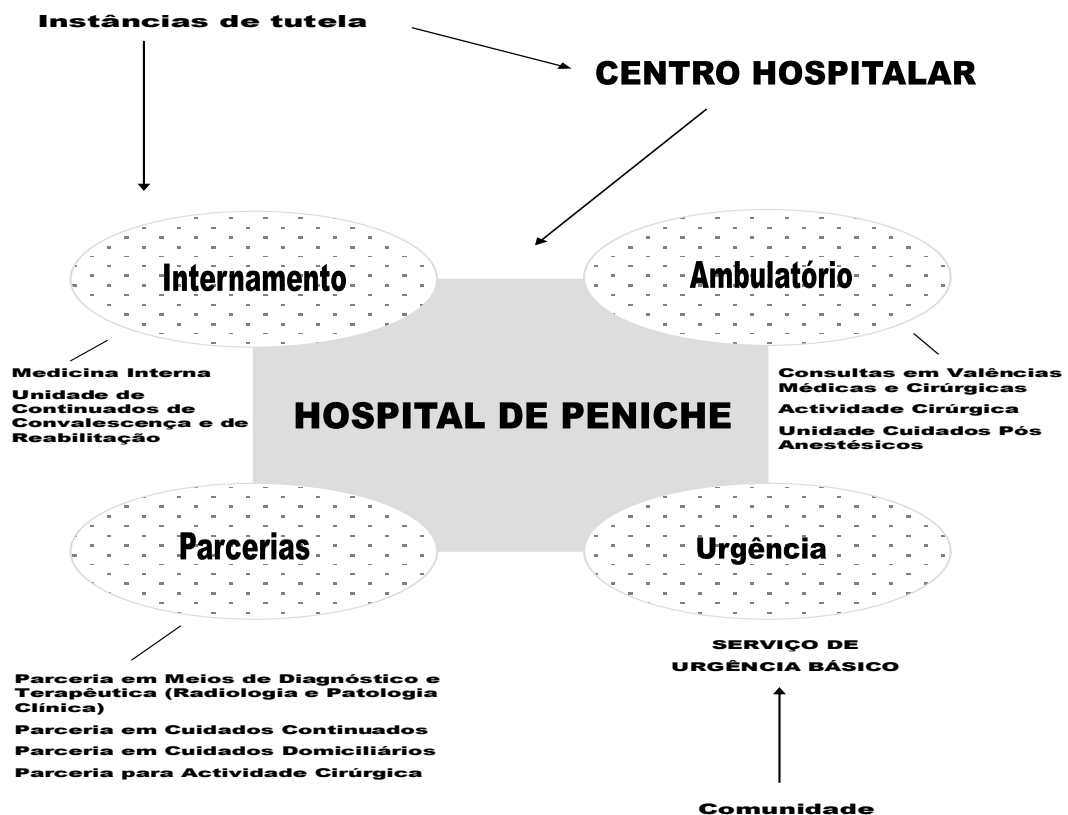 Instâncias de tutela
CENTRO HOSPITALAR
Internamento
Ambulatório
Medicina Interna
Unidade de
Continuados de
Convalescença e de
Reabilitação
HOSPITAL DE PENICHE
Consultas em Valências
Médicas e Cirúrgicas
Actividade Cirúrgica
Unidade Cuidados Pós
Anestésicos
Parcerias
Urgência
SERVIÇO DE
URGÊNCIA BÁSICO
Parceria em Meios de Diagnóstico e
Terapêutica (Radiologia e Patologia
Clínica)
Parceria em Cuidados Continuados
Parceria em Cuidados Domiciliários
Parceria para Actividade Cirúrgica
Comunidade